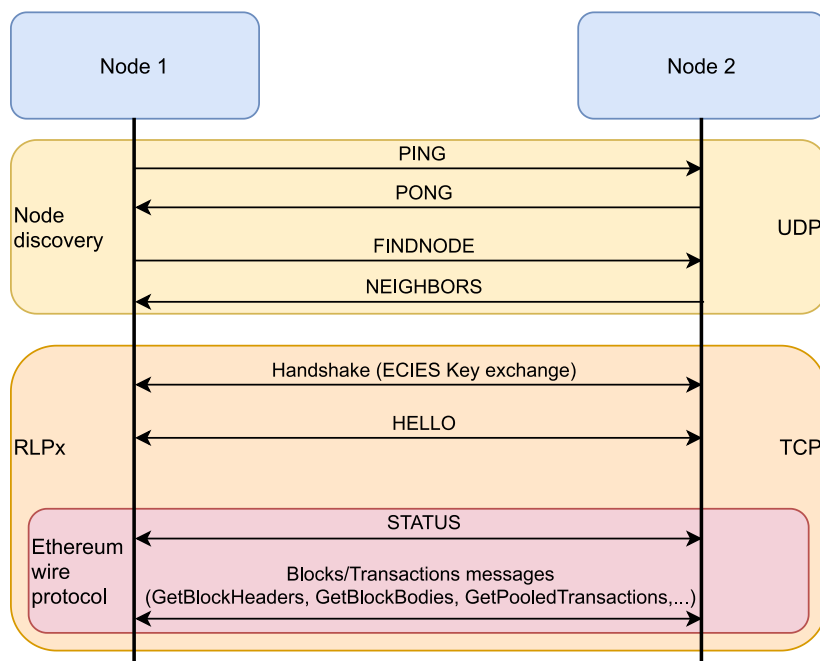 Node 1
Node 2
PING
PONG
Node
discovery
UDP
FINDNODE
NEIGHBORS
Handshake (ECIES Key exchange)
HELLO
RLPx
TCP
STATUS
Ethereum
wire
protocol
Blocks/Transactions messages
(GetBlockHeaders, GetBlockBodies, GetPooledTransactions,...)